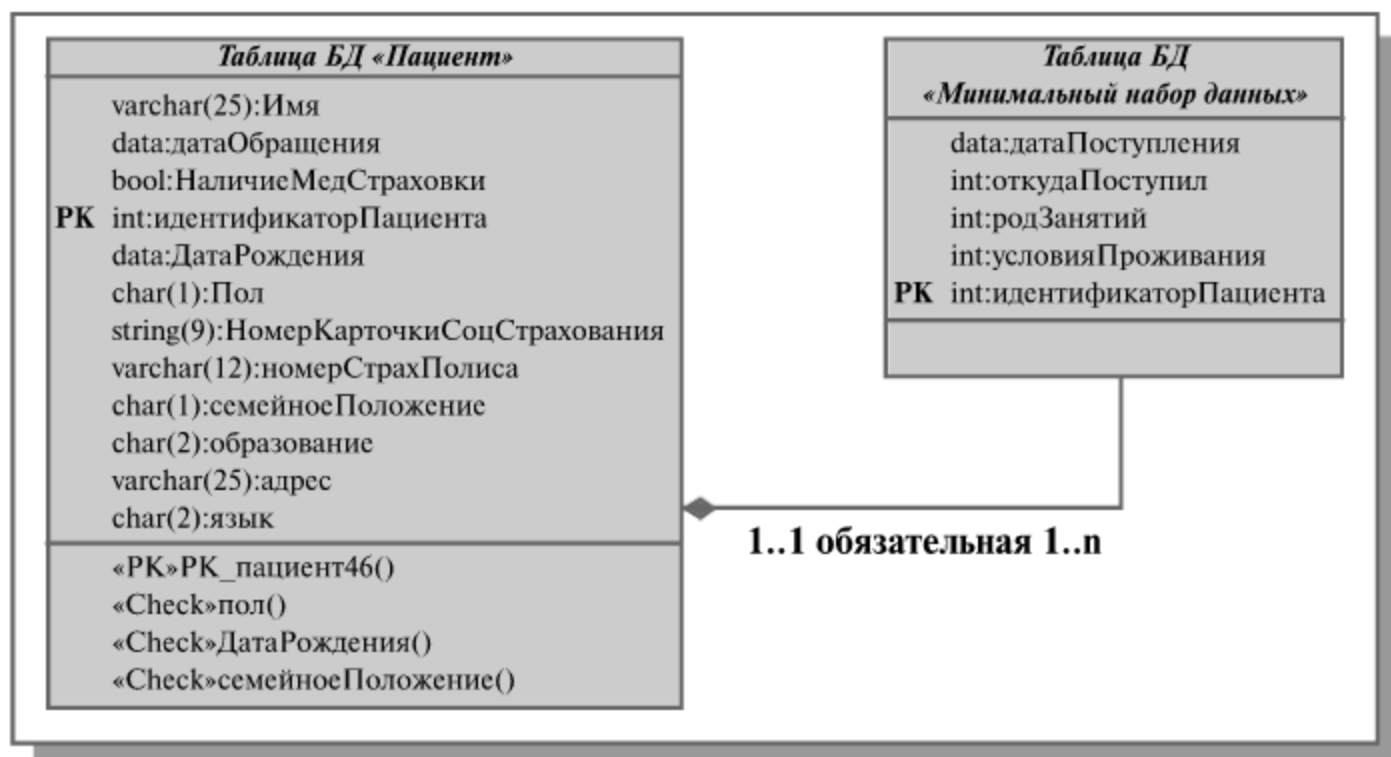 Таблица БД «Пациент»
varchar(25):Имя
data:датаОбращения
bool:НаличиеМедСтраховки
PK int:идентификаторПациента
data:ДатаРождения
char(1):Пол
string(9):НомерКарточкиСоцСтрахования
varchar(12):номерСтрахПолиса
char(1):семейноеПоложение
char(2):образование
varchar(25):адрес
char(2):язык
«PK»PK_пациент46()
«Check»пол()
«Check»ДатаРождения()
«Check»семейноеПоложение()
Таблица БД
«Минимальный набор данных»
data:датаПоступления
int:откудаПоступил
int:родЗанятий
int:условияПроживания
PK int:идентификаторПациента
1..1 обязательная 1..n